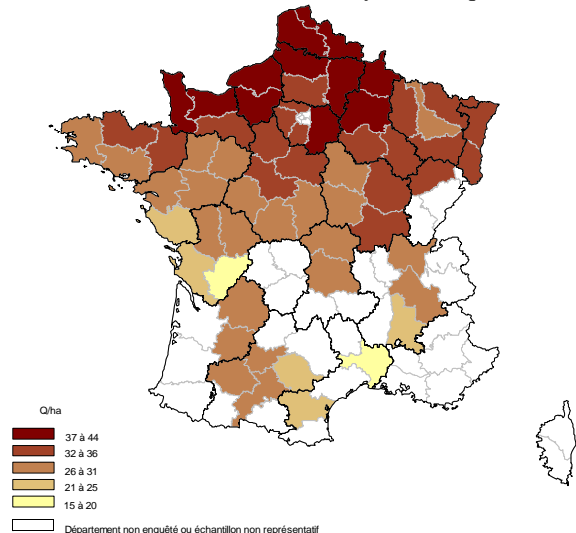 Q/ha
37 à 44
32 à 36
26 à 31
21 à 25
15 à 20
Département non enquêté ou échantillon non représentatif